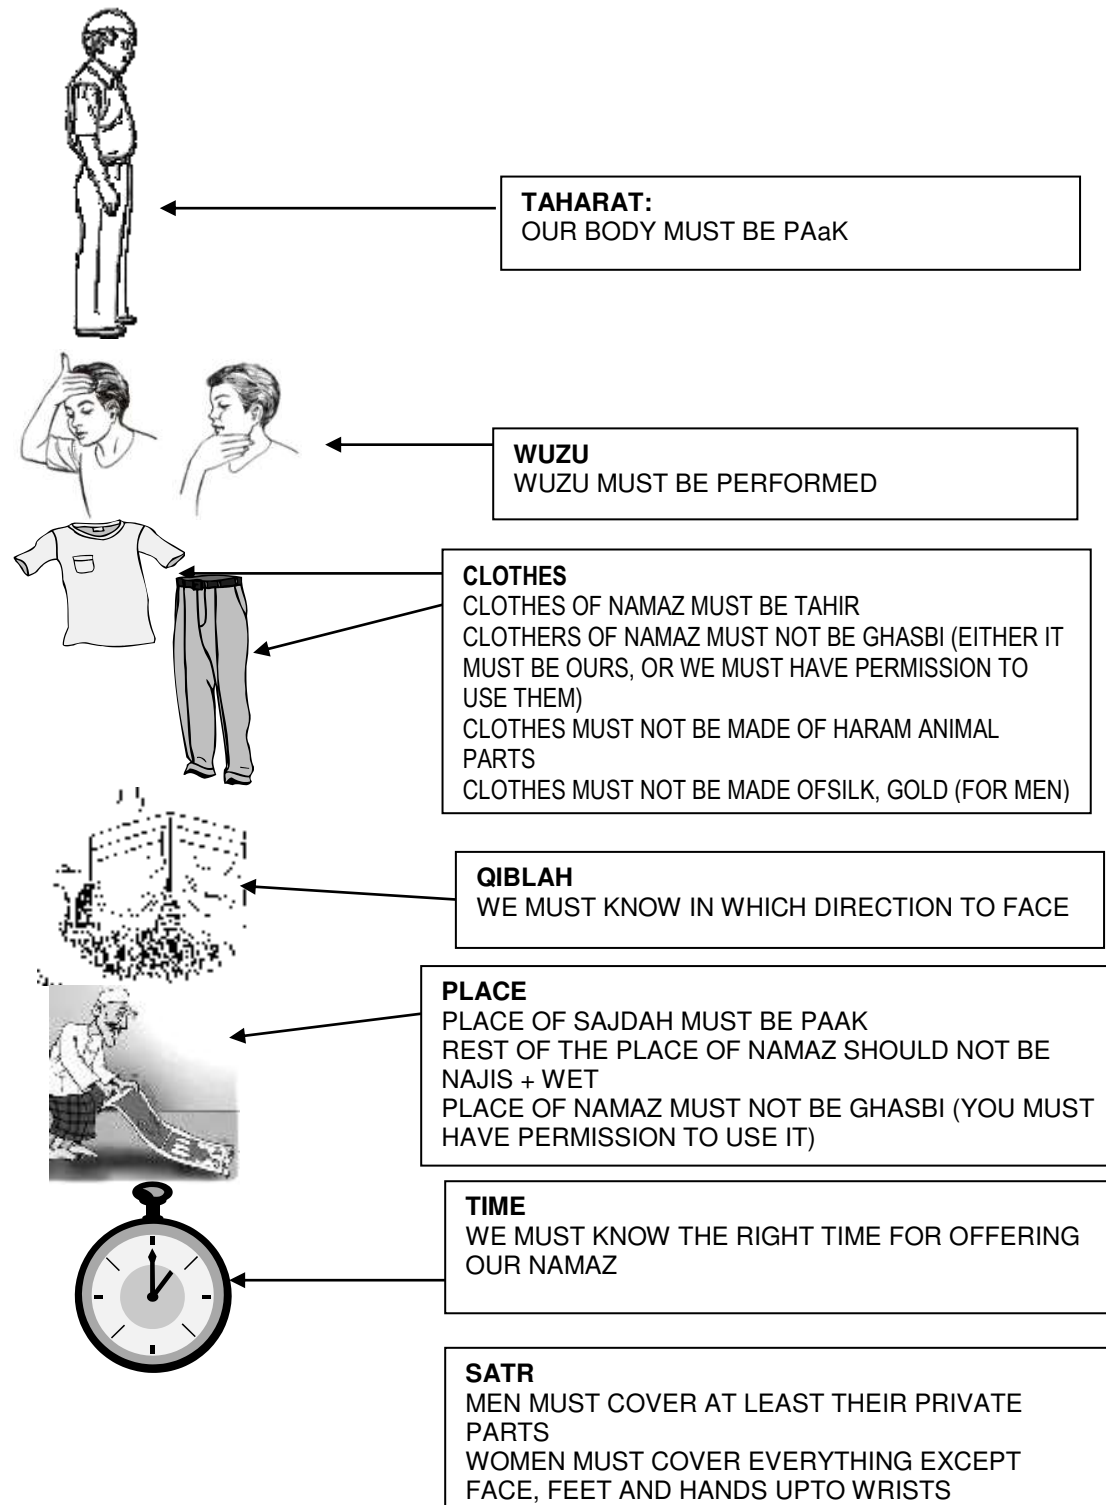 TAHARAT:
OUR BODY MUST BE PAaK
WUZU
WUZU MUST BE PERFORMED
CLOTHES
CLOTHES OF NAMAZ MUST BE TAHIR
CLOTHERS OF NAMAZ MUST NOT BE GHASBI (EITHER IT
MUST BE OURS, OR WE MUST HAVE PERMISSION TO
USE THEM)
CLOTHES MUST NOT BE MADE OF HARAM ANIMAL
PARTS
CLOTHES MUST NOT BE MADE OFSILK, GOLD (FOR MEN)
QIBLAH
WE MUST KNOW IN WHICH DIRECTION TO FACE
PLACE
PLACE OF SAJDAH MUST BE PAAK
REST OF THE PLACE OF NAMAZ SHOULD NOT BE
NAJIS + WET
PLACE OF NAMAZ MUST NOT BE GHASBI (YOU MUST
HAVE PERMISSION TO USE IT)
TIME
WE MUST KNOW THE RIGHT TIME FOR OFFERING
OUR NAMAZ
SATR
MEN MUST COVER AT LEAST THEIR PRIVATE
PARTS
WOMEN MUST COVER EVERYTHING EXCEPT
FACE, FEET AND HANDS UPTO WRISTS